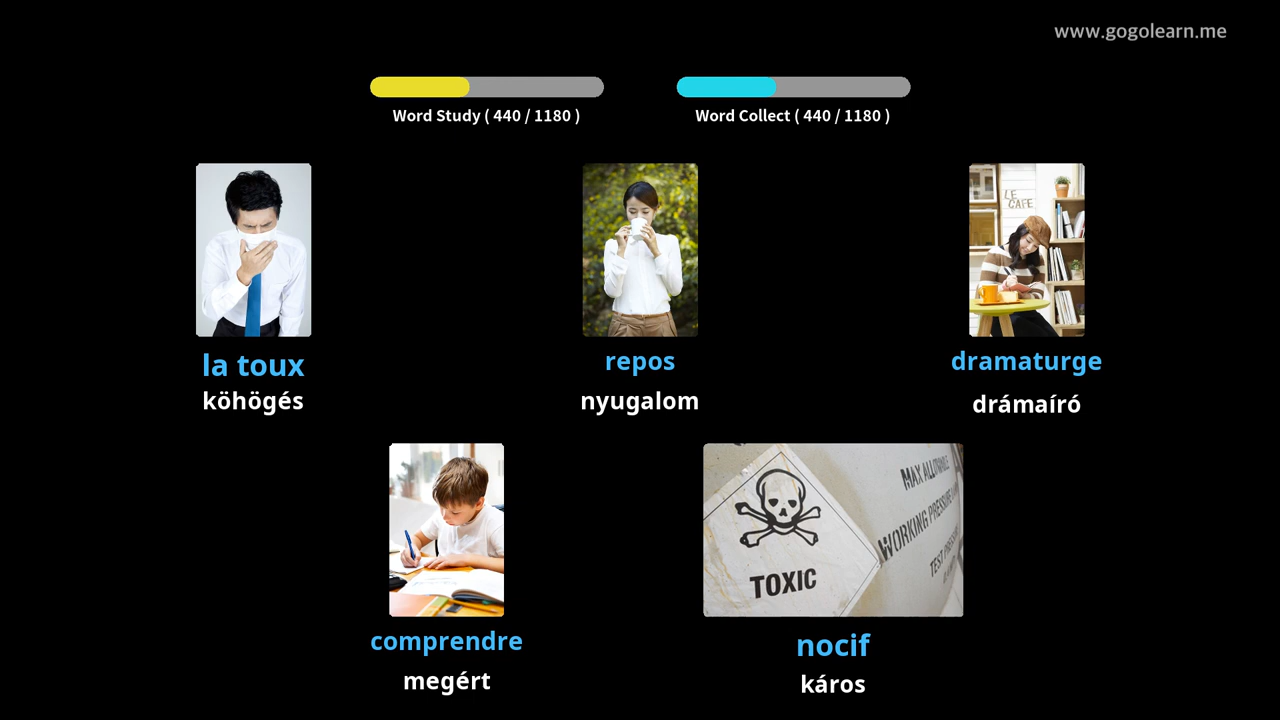 www.gogolearn.me
Word Study ( 440 / 1180 )
Word Collect ( 440 / 1180 )
LE
CAFE
la toux
repos
dramaturge
köhögés
nyugalom
drámaíró
MAX ALLOWABLE
WORKING PRESSURE
TEST
TOXIC
comprendre
nocif
megért
káros